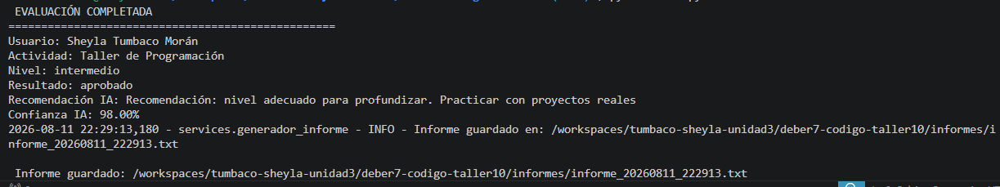 EVALUACIÓN COMPLETADA
==================================================
Usuario: Sheyla Tumbaco Morán
Actividad: Taller de Programación
Nivel: intermedio
Resultado: aprobado
Recomendación IA: Recomendación: nivel adecuado para profundizar. Practicar con proyectos reales
Confianza IA: 98.00%
2026-08-11 22:29:13,180 - services.generador_informe - INFO - Informe guardado en: /workspaces/tumbaco-sheyla-unidad3/deber7-codigo-taller10/informes/i
nforme_20260811_222913.txt
Informe guardado: /workspaces/tumbaco-sheyla-unidad3/deber7-codigo-taller10/informes/informe_20260811_222913.txt